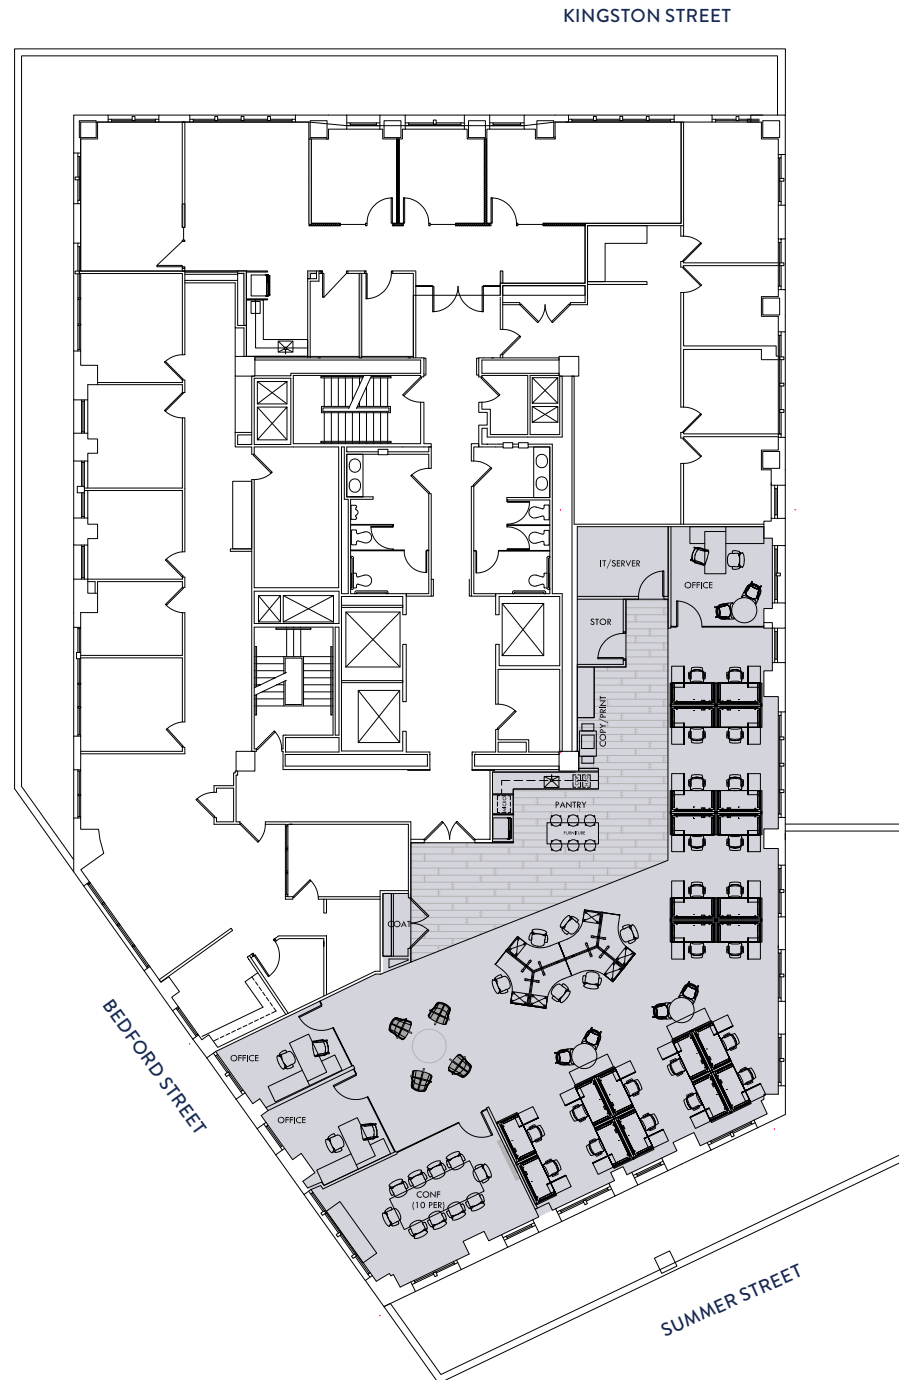 KINGSTON STREET
IT/SERVER
OFFICE
STOR
COPY/PRINT
PANTRY
FURNITURE
COAT
BEDFORD STREET
OFFICE
OFFICE
CONF
(10 PER)
SUMMER STREET